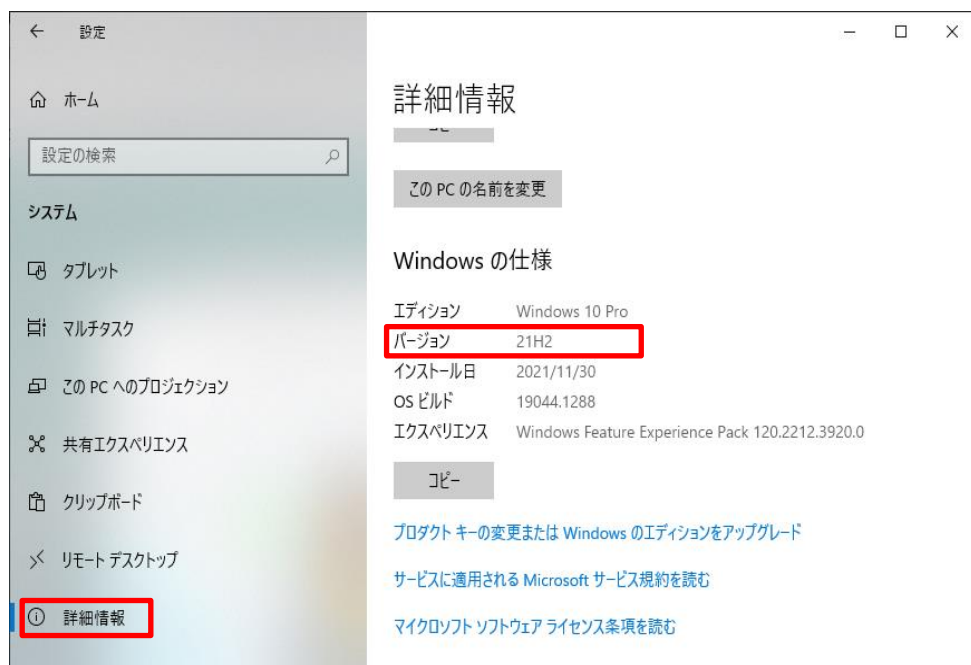 設定
ホーム
設定の検索
システム
タブレット
マルチタスク
この PC へのプロジェクション
共有エクスペリエンス
クリップボード
リモート デスクトップ
詳細情報
詳細情報
コピー
この PC の名前を変更
Windows の仕様
エディション Windows 10 Pro
バージョン 21H2
インストール日 2021/11/30
OS ビルド 19044.1288
エクスペリエンス Windows Feature Experience Pack 120.2212.3920.0
コピー
プロダクト キーの変更または Windows のエディションをアップグレード
サービスに適用される Microsoft サービス規約を読む
マイクロソフト ソフトウェア ライセンス条項を読む